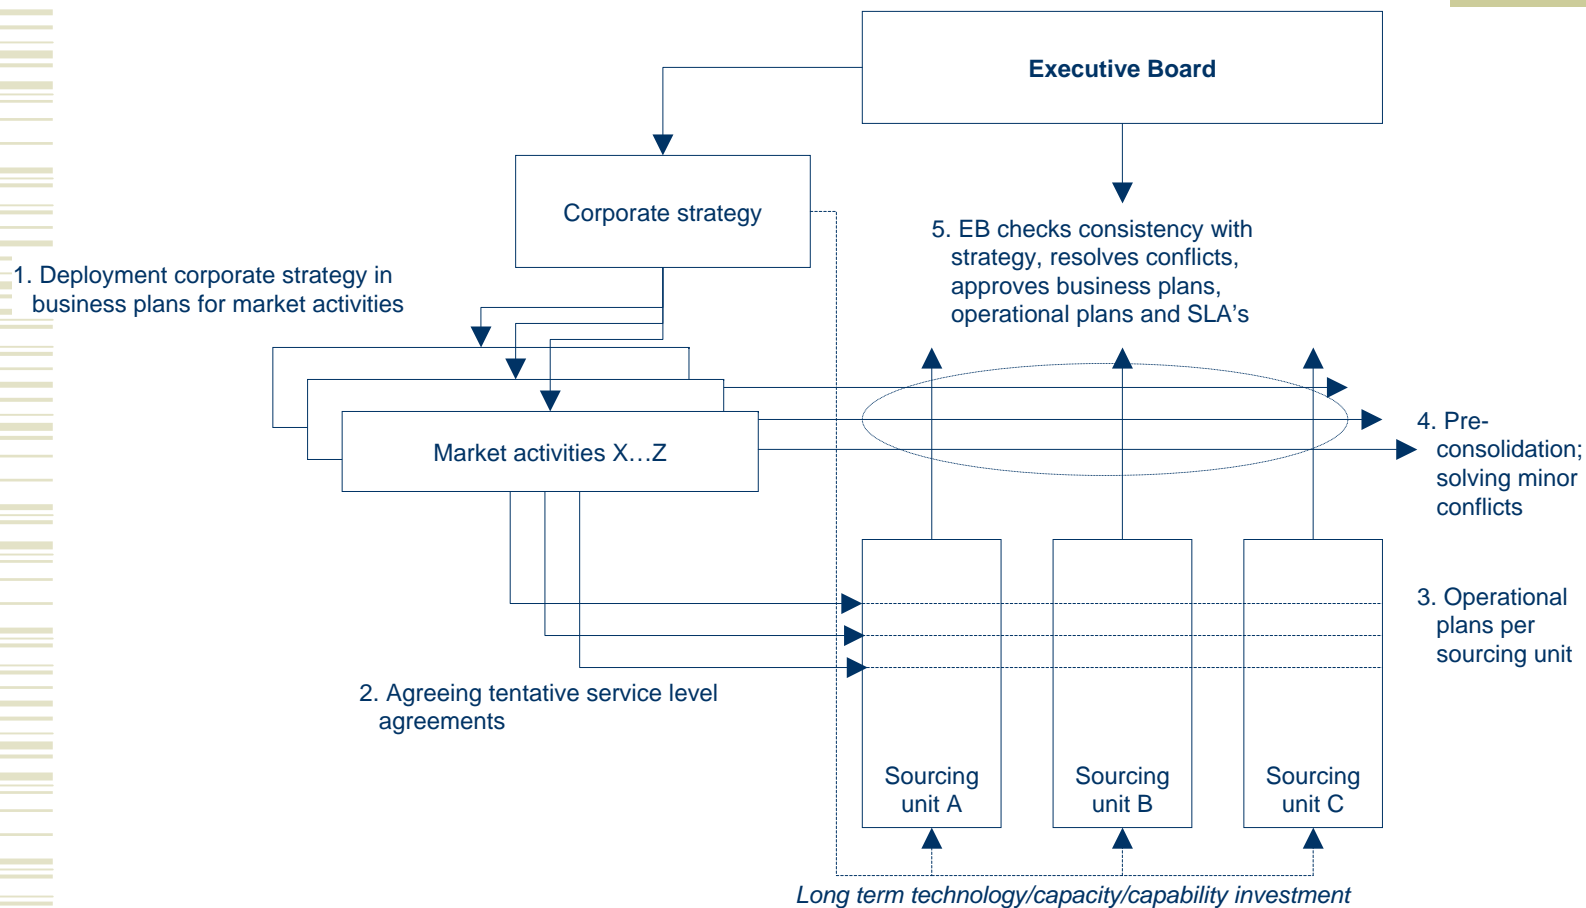 Executive Board
Corporate strategy
1. Deployment corporate strategy in
business plans for market activities
5. EB checks consistency with
strategy, resolves conflicts,
approves business plans,
operational plans and SLA’s
Market activities X…Z
4. Pre-
consolidation;
solving minor
conflicts
3. Operational
plans per
sourcing unit
2. Agreeing tentative service level
agreements
Sourcing
unit A
Sourcing
unit B
Sourcing
unit C
Long term technology/capacity/capability investment